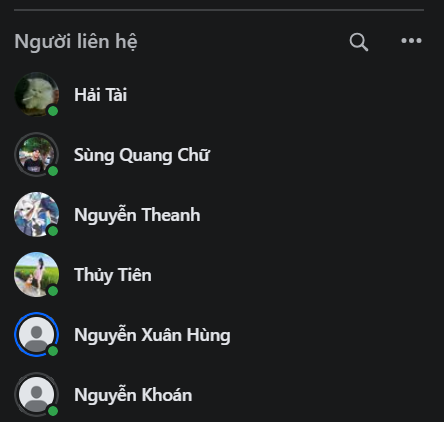 Người liên hệ
Hải Tài
Sùng Quang Chữ
Nguyễn Theanh
Thủy Tiên
Nguyễn Xuân Hùng
Nguyễn Khoán